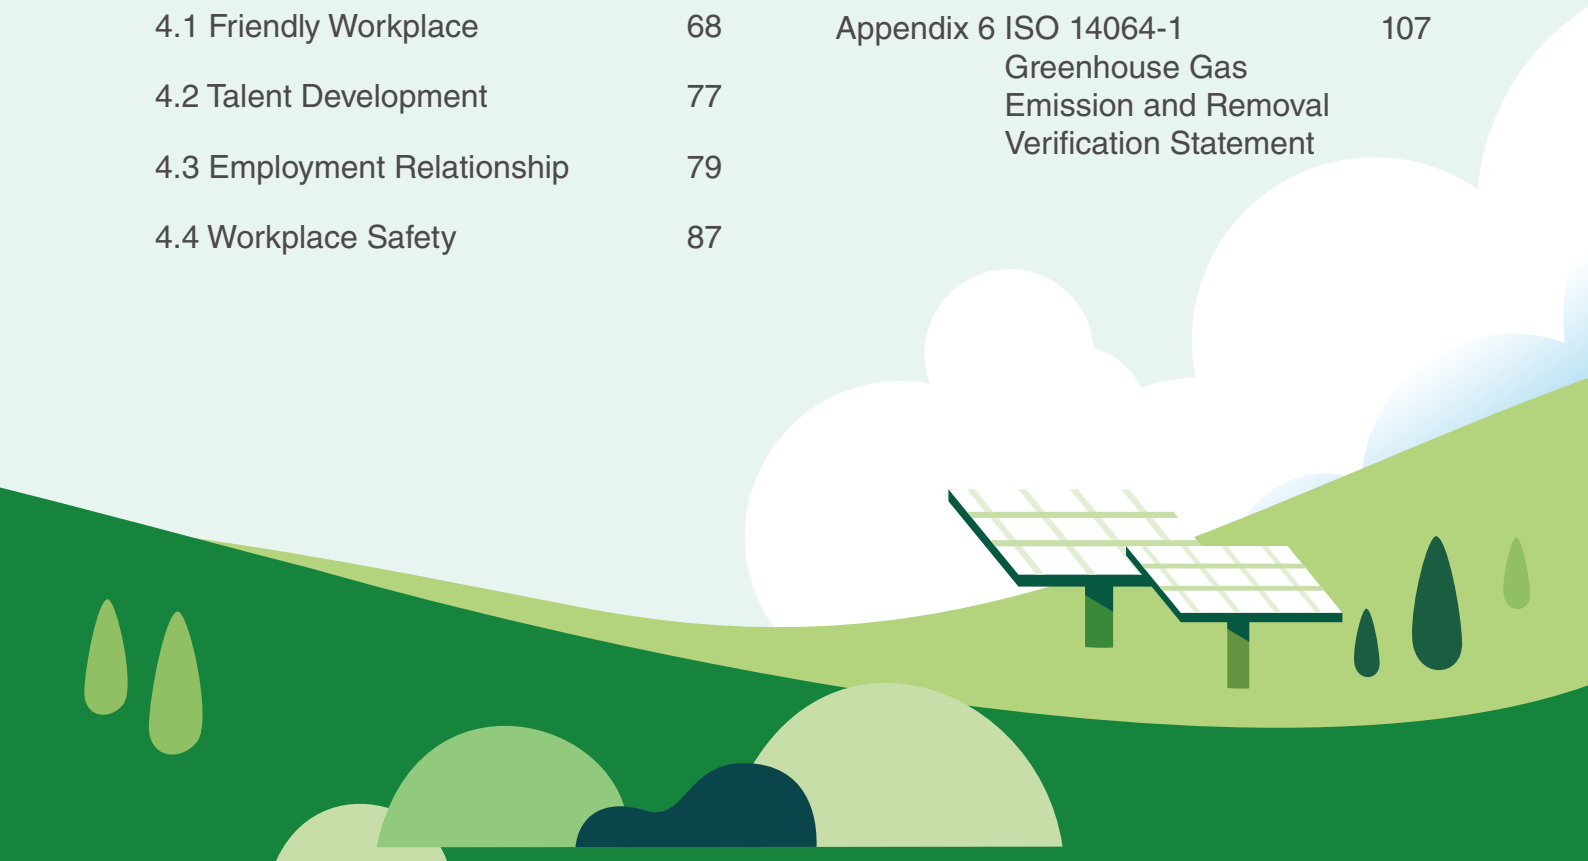 4.1 Friendly Workplace 68
4.2 Talent Development 77
4.3 Employment Relationship 79
4.4 Workplace Safety 87
Appendix 6 ISO 14064-1 107
Greenhouse Gas
Emission and Removal
Verification Statement